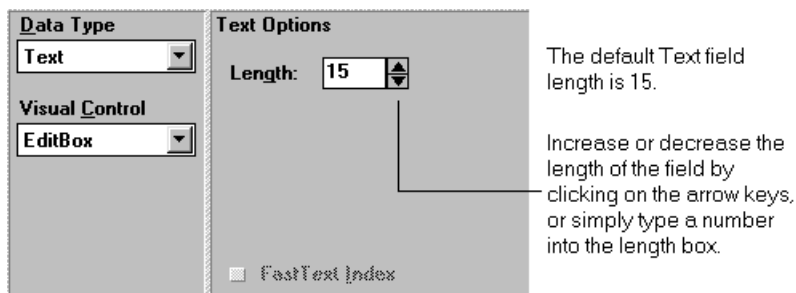 Data Type
Text
Visual Control
EditBox
Text Options
Length: 15
FastText Index
The default Text field
length is 15.
Increase or decrease the
length of the field by
clicking on the arrow keys,
or simply type a number
into the length box.